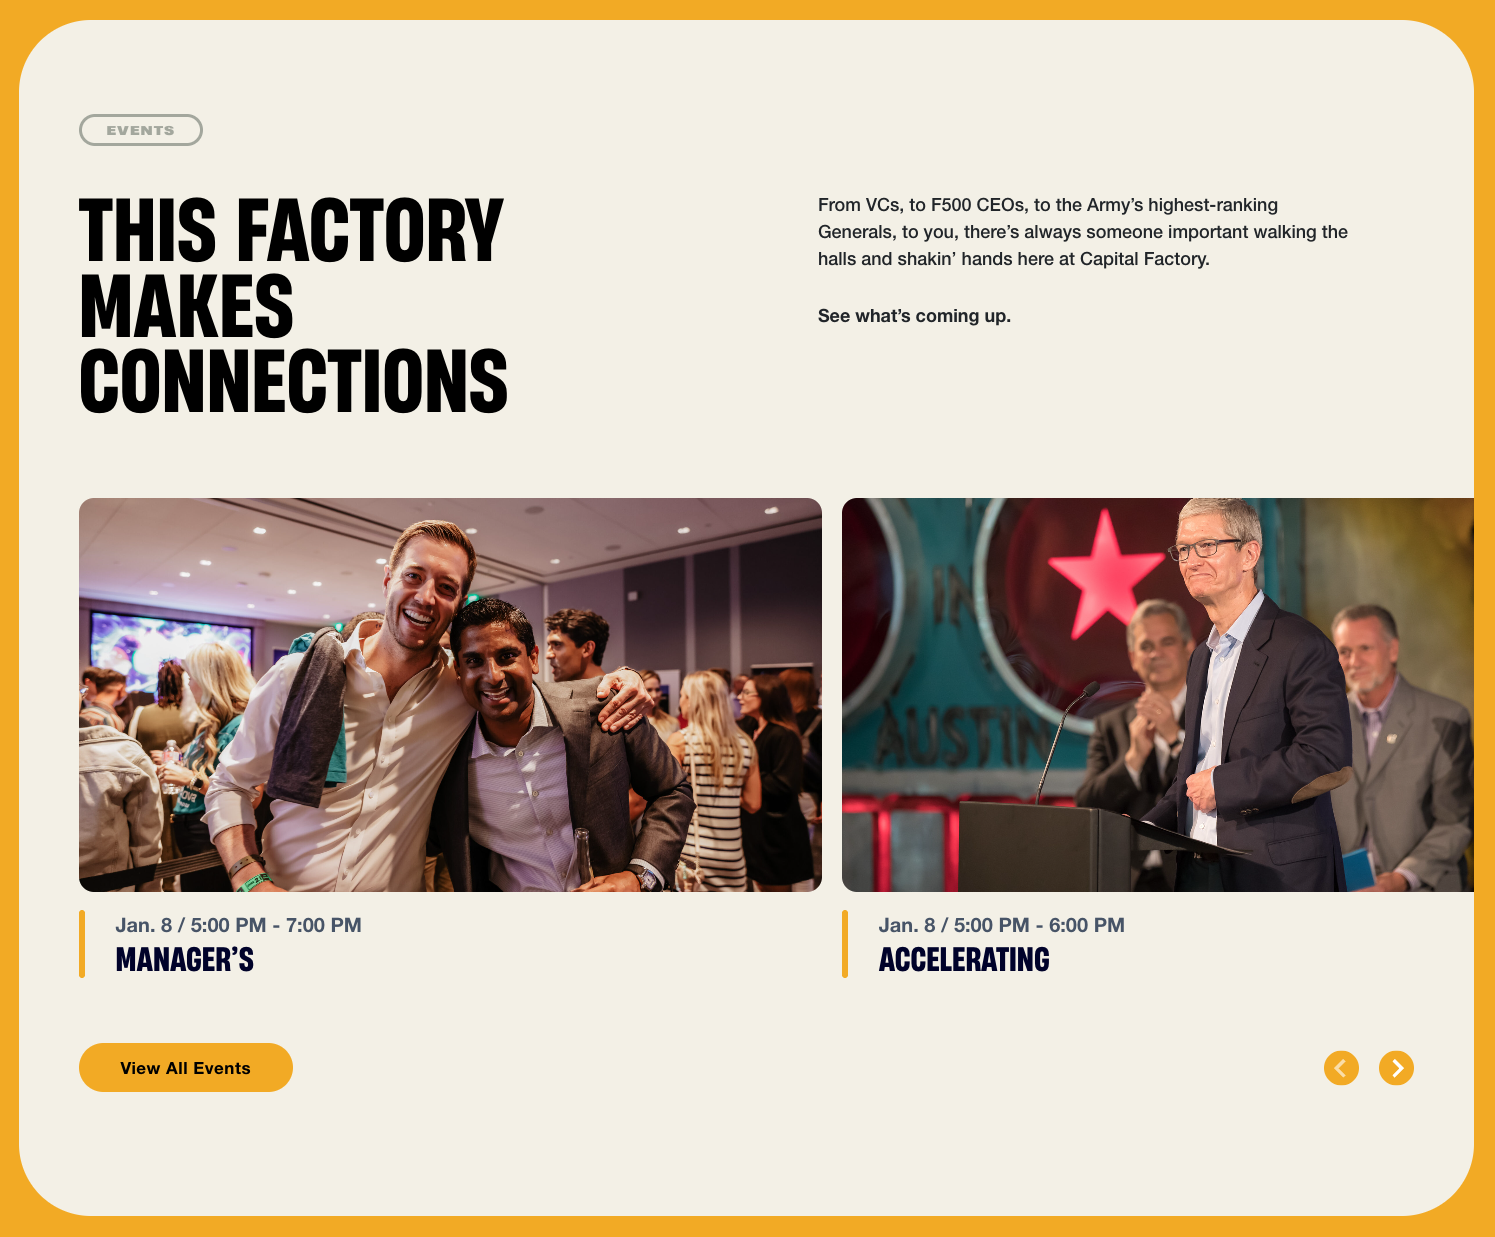 EVENTS
THIS FACTORY
MAKES
CONNECTIONS
From VCs, to F500 CEOs, to the Army’s highest-ranking
Generals, to you, there’s always someone important walking the
halls and shakin’ hands here at Capital Factory.
See what’s coming up.
IN
AUSTIN
Jan. 8 / 5:00 PM - 7:00 PM
MANAGER’S
Jan. 8 / 5:00 PM - 6:00 PM
ACCELERATING
View All Events